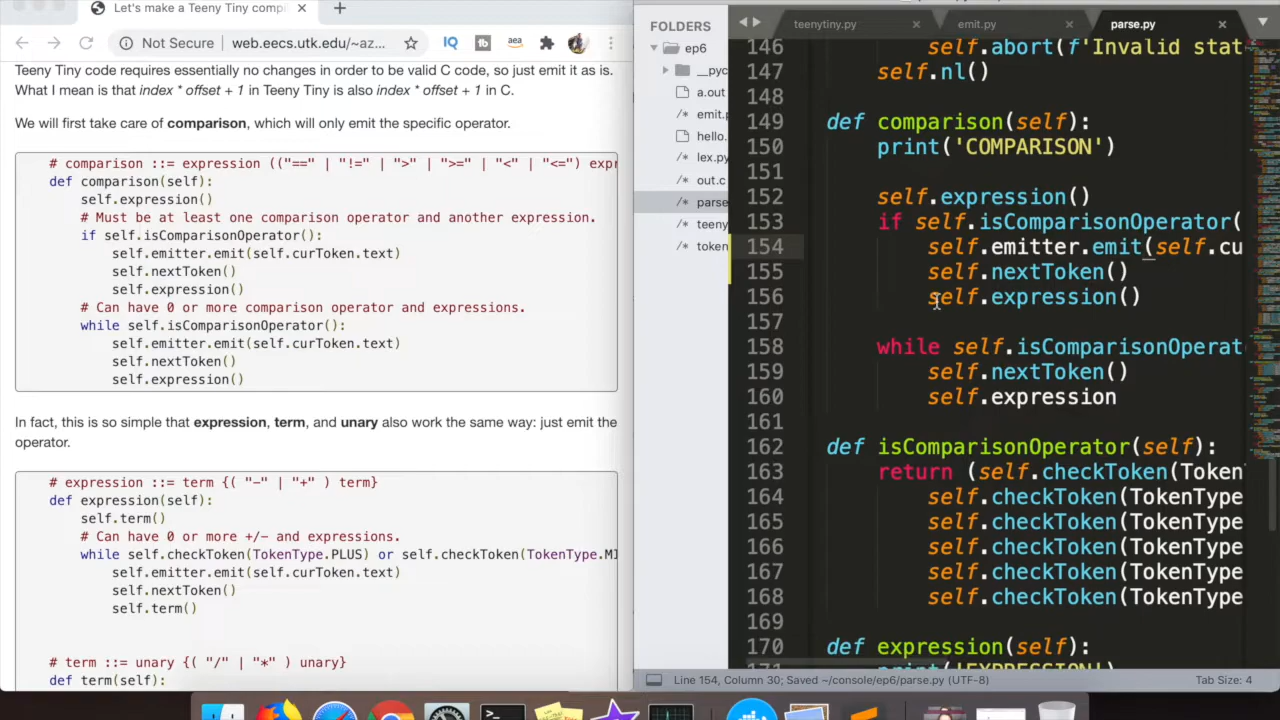 Let's make a Teeny Tiny compi
Not Secure
web.eecs.utk.edu/~az...
IQ
tb
aea
Teeny Tiny code requires essentially no changes in order to be valid C code, so just emit it as is.
What I mean is that index * offset + 1 in Teeny Tiny is also index * offset + 1 in C.
We will first take care of comparison, which will only emit the specific operator.
# comparison ::= expression (("==" | "!=" | ">" | ">=" | "<" | "<=") expr
def comparison(self):
self.expression()
# Must be at least one comparison operator and another expression.
if self.isComparisonOperator():
self.emitter.emit(self.curToken.text)
self.nextToken()
self.expression()
# Can have 0 or more comparison operator and expressions.
while self.isComparisonOperator():
self.emitter.emit(self.curToken.text)
self.nextToken()
self.expression()
In fact, this is so simple that expression, term, and unary also work the same way: just emit the
operator.
# expression ::= term {( "-" | "+" ) term}
def expression(self):
self.term()
# Can have 0 or more +/- and expressions.
while self.checkToken(TokenType.PLUS) or self.checkToken(TokenType.MI
self.emitter.emit(self.curToken.text)
self.nextToken()
self.term()
# term ::= unary {( "/" | "*" ) unary}
def term(self):
FOLDERS
ep6
__pyc
a.out
emit.p
hello.
lex.py
out.c
parse
teeny
token
teenytiny.py
emit.py
parse.py
146 self.abort(f'Invalid stat
147 self.nl()
148
149 def comparison(self):
150 print('COMPARISON')
151
152 self.expression()
153 if self.isComparisonOperator(
154 self.emitter.emit(self.cu
155 self.nextToken()
156 self.expression()
157
158 while self.isComparisonOperat
159 self.nextToken()
160 self.expression
161
162 def isComparisonOperator(self):
163 return (self.checkToken(TokenT
164 self.checkToken(TokenType
165 self.checkToken(TokenType
166 self.checkToken(TokenType
167 self.checkToken(TokenType
168 self.checkToken(TokenType
169
170 def expression(self):
171 print('EXPRESSION')
Line 154, Column 30; Saved ~/console/ep6/parse.py (UTF-8)
Tab Size: 4